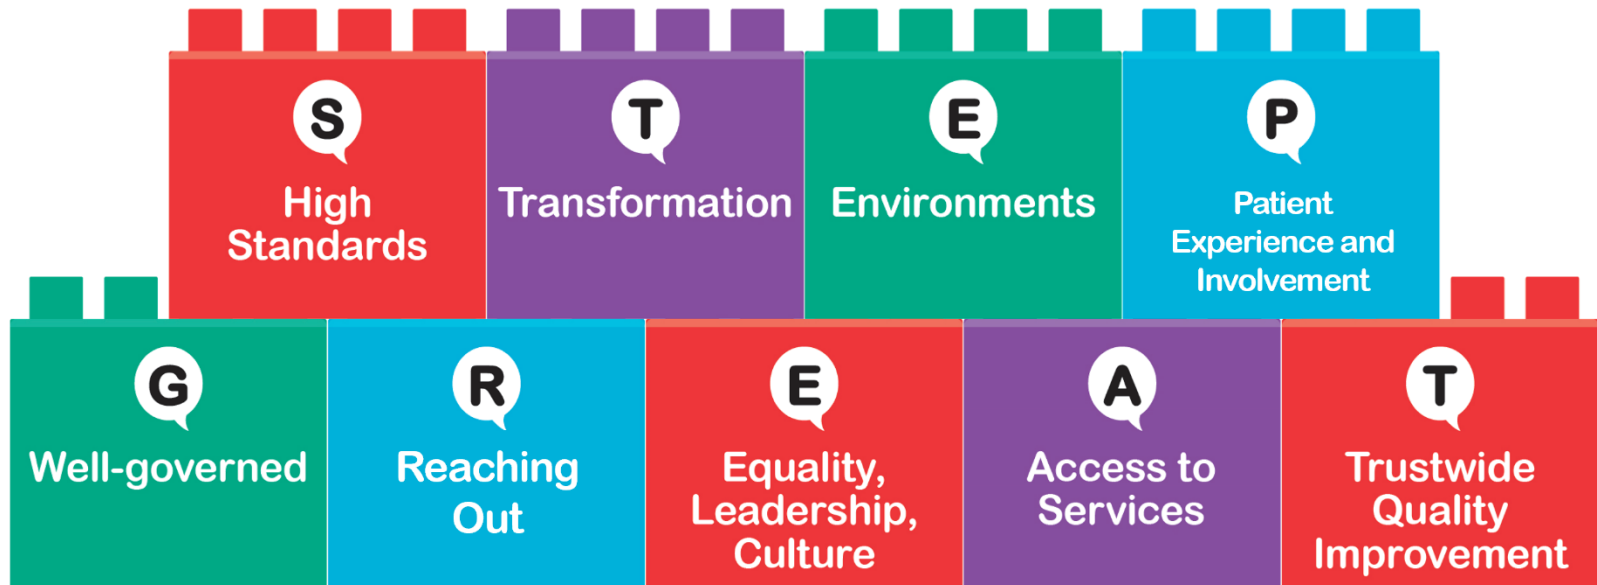 S
High
Standards
T
Transformation
E
Environments
P
Patient
Experience and
Involvement
G
Well-governed
R
Reaching
Out
E
Equality,
Leadership,
Culture
A
Access to
Services
T
Trustwide
Quality
Improvement